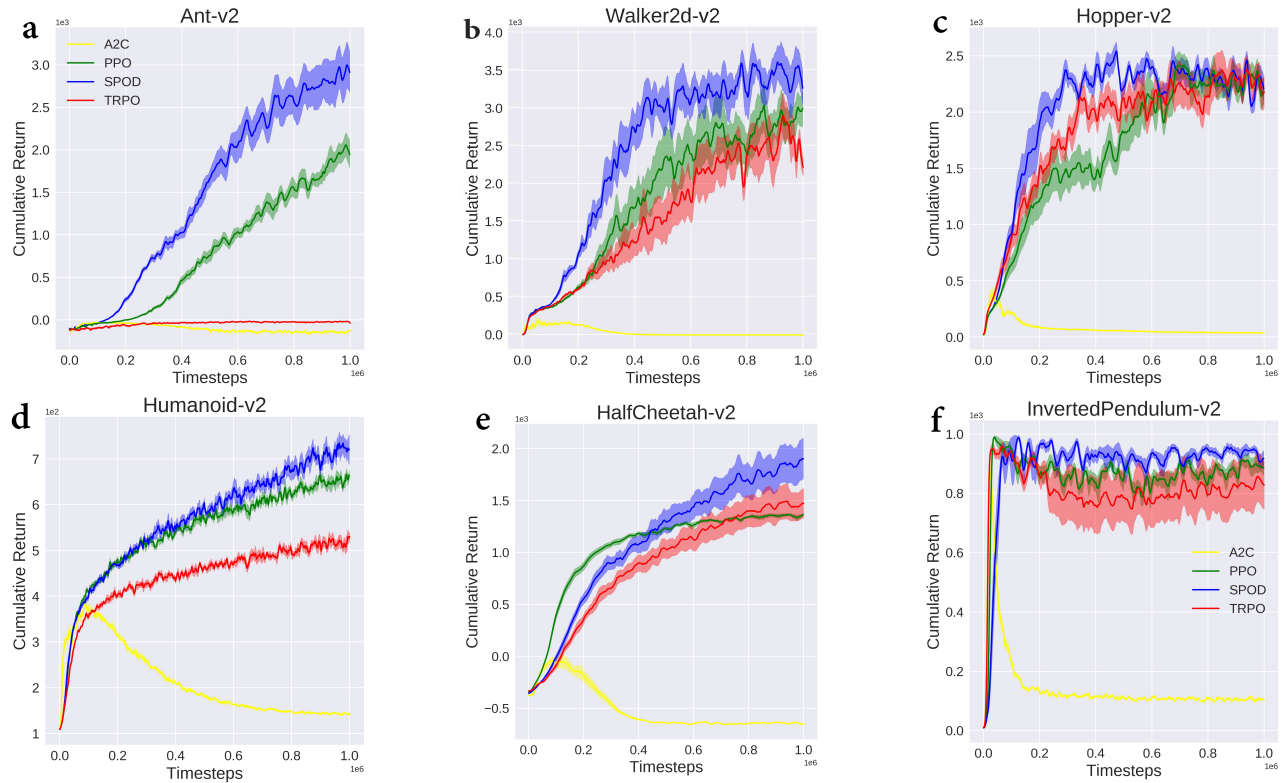 a
Ant-v2
1e3
A2C
PPO
SPOD
TRPO
3.0
2.5
2.0
1.5
1.0
0.5
0.0
Cumulative Return
0.0 0.2 0.4 0.6 0.8 1.0
1e6
Timesteps
b
Walker2d-v2
1e3
4.0
3.5
3.0
2.5
2.0
1.5
1.0
0.5
0.0
Cumulative Return
0.0 0.2 0.4 0.6 0.8 1.0
1e6
Timesteps
c
Hopper-v2
1e3
2.5
2.0
1.5
1.0
0.5
0.0
Cumulative Return
0.0 0.2 0.4 0.6 0.8 1.0
1e6
Timesteps
d
Humanoid-v2
1e2
7
6
5
4
3
2
1
Cumulative Return
0.0 0.2 0.4 0.6 0.8 1.0
1e6
Timesteps
e
HalfCheetah-v2
1e3
2.0
1.5
1.0
0.5
0.0
−0.5
Cumulative Return
0.0 0.2 0.4 0.6 0.8 1.0
1e6
Timesteps
f
InvertedPendulum-v2
1e3
1.0
0.8
0.6
0.4
0.2
0.0
Cumulative Return
A2C
PPO
SPOD
TRPO
0.0 0.2 0.4 0.6 0.8 1.0
1e6
Timesteps